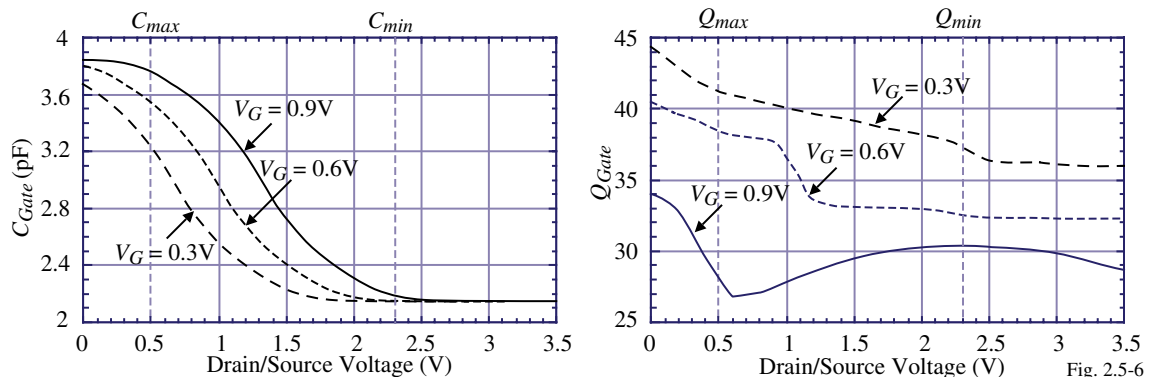 C_max C_min
4
3.6
3.2
2.8
2.4
2
C_Gate (pF)
V_G = 0.9V
V_G = 0.6V
V_G = 0.3V
0 0.5 1 1.5 2 2.5 3 3.5
Drain/Source Voltage (V)
Q_max Q_min
45
40
35
30
25
Q_Gate
V_G = 0.3V
V_G = 0.6V
V_G = 0.9V
0 0.5 1 1.5 2 2.5 3 3.5
Drain/Source Voltage (V)
Fig. 2.5-6